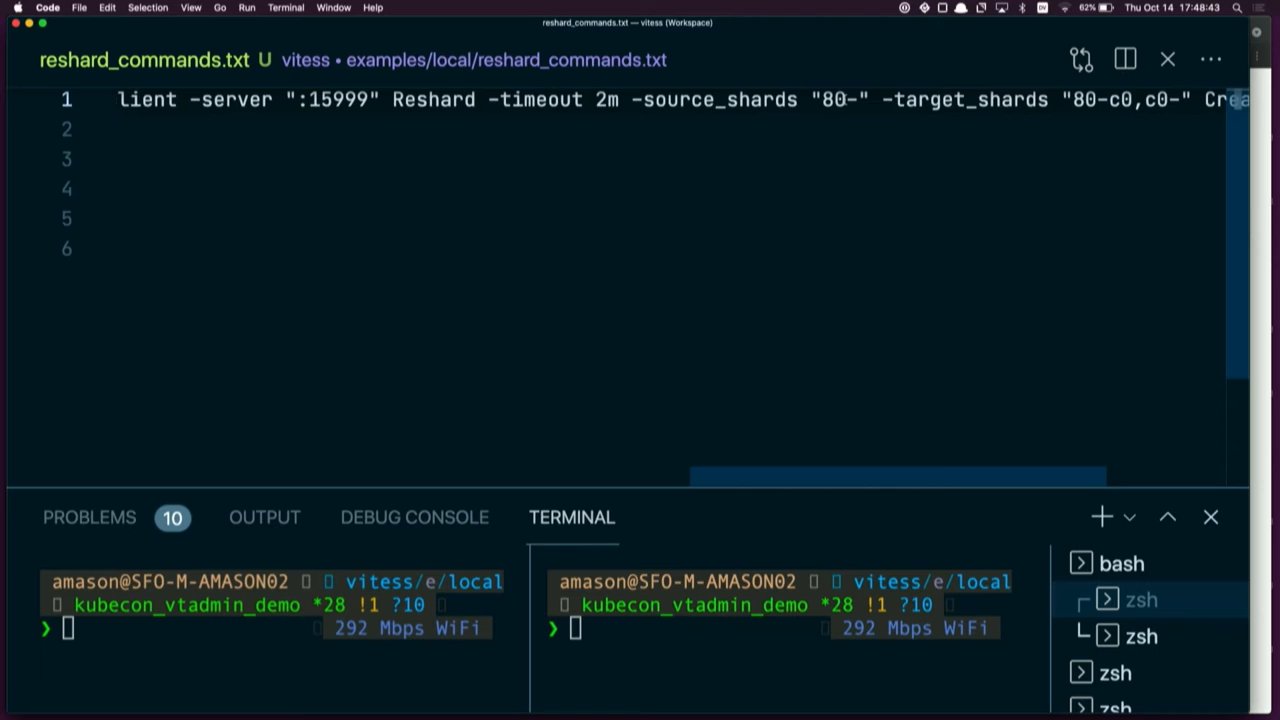 Code File Edit Selection View Go Run Terminal Window Help 62% Thu Oct 14 17:48:43
reshard_commands.txt — vitess (Workspace)
reshard_commands.txt U vitess • examples/local/reshard_commands.txt
1 lient -server ":15999" Reshard -timeout 2m -source_shards "80-" -target_shards "80-c0,c0-" Crea
2
3
4
5
6
PROBLEMS 10 OUTPUT DEBUG CONSOLE TERMINAL
amason@SFO-M-AMASON02 vitess/e/local
kubecon_vtadmin_demo *28 !1 ?10
❯ 292 Mbps WiFi
amason@SFO-M-AMASON02 vitess/e/local
kubecon_vtadmin_demo *28 !1 ?10
❯ 292 Mbps WiFi
bash
zsh
zsh
zsh
zsh